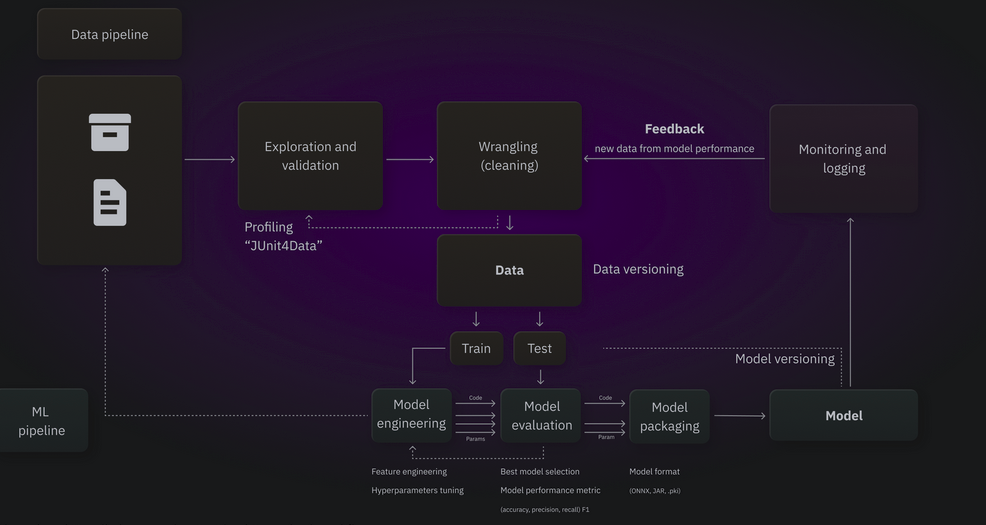 Data pipeline
Exploration and
validation
Wrangling
(cleaning)
Feedback
new data from model performance
Monitoring and
logging
Profiling
“JUnit4Data”
Data
Data versioning
Train
Test
Model versioning
ML
pipeline
Model
engineering
Code
Params
Model
evaluation
Code
Param
Model
packaging
Model
Feature engineering
Hyperparameters tuning
Best model selection
Model performance metric
(accuracy, precision, recall) F1
Model format
(ONNX, JAR, .pki)